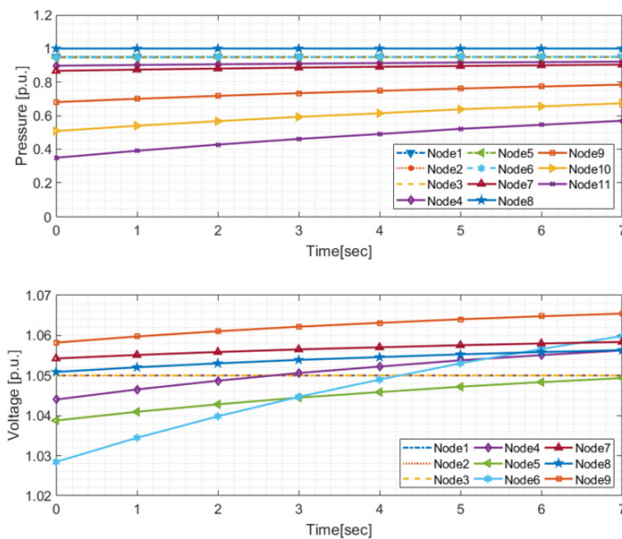 1.2
1
0.8
0.6
0.4
0.2
0
Pressure [p.u.]
Node1 Node5 Node9
Node2 Node6 Node10
Node3 Node7 Node11
Node4 Node8
0 1 2 3 4 5 6 7
Time[sec]
1.07
1.06
1.05
1.04
1.03
1.02
Voltage [p.u.]
Node1 Node4 Node7
Node2 Node5 Node8
Node3 Node6 Node9
0 1 2 3 4 5 6 7
Time[sec]